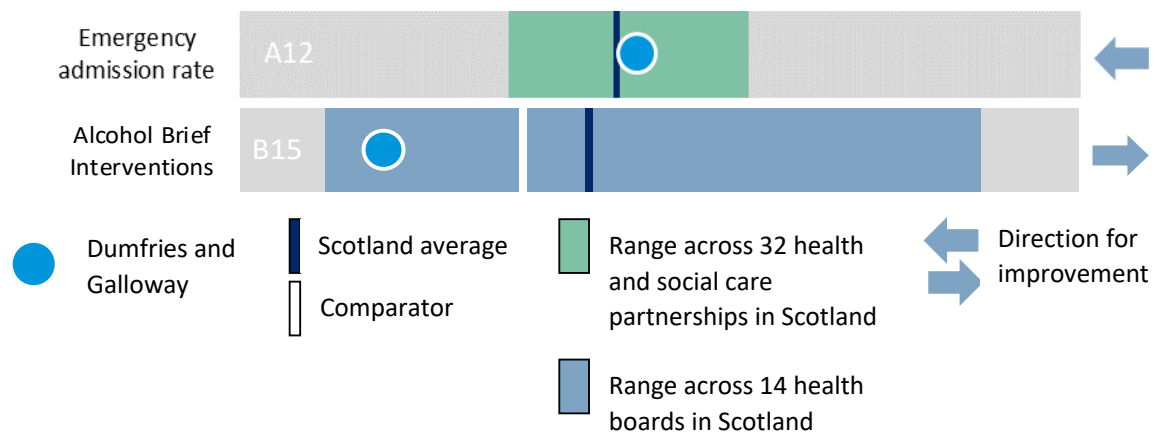 Emergency
admission rate
A12
Alcohol Brief
Interventions
B15
Dumfries and
Galloway
Scotland average
Comparator
Range across 32 health
and social care
partnerships in Scotland
Range across 14 health
boards in Scotland
Direction for
improvement